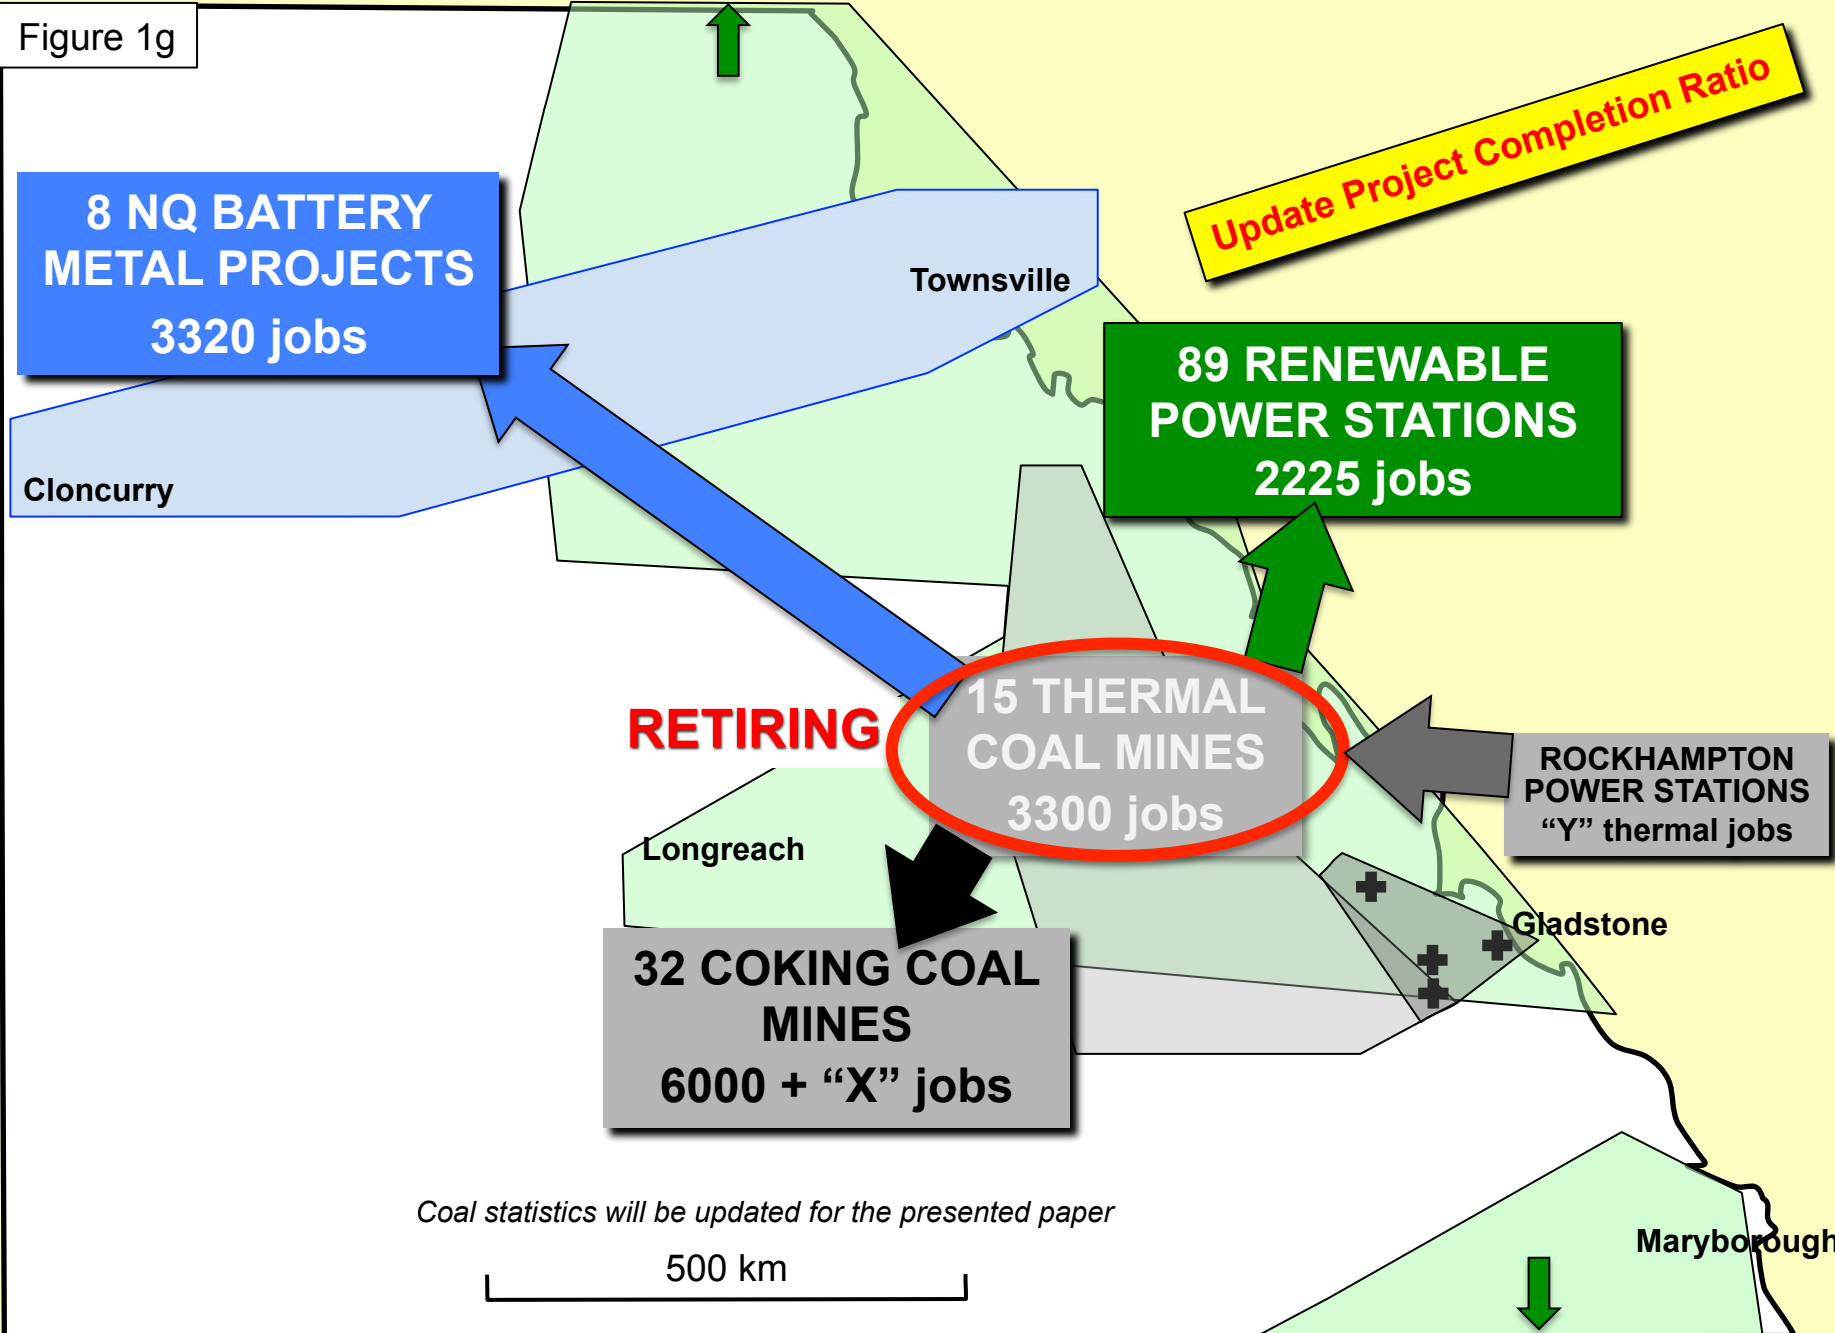 Figure 1g
Update Project Completion Ratio
8 NQ BATTERY
METAL PROJECTS
3320 jobs
Townsville
89 RENEWABLE
POWER STATIONS
2225 jobs
Cloncurry
RETIRING
15 THERMAL
COAL MINES
3300 jobs
ROCKHAMPTON
POWER STATIONS
“Y” thermal jobs
Longreach
Gladstone
32 COKING COAL
MINES
6000 + “X” jobs
Coal statistics will be updated for the presented paper
500 km
Maryborough